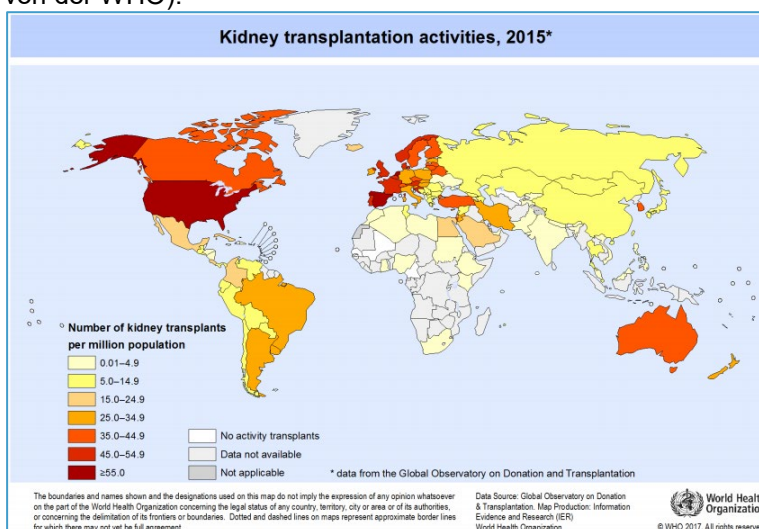 von der WHO).
Kidney transplantation activities, 2015*
Number of kidney transplants
per million population
0.01–4.9
5.0–14.9
15.0–24.9
25.0–34.9
35.0–44.9
45.0–54.9
≥55.0
No activity transplants
Data not available
Not applicable
* data from the Global Observatory on Donation and Transplantation
The boundaries and names shown and the designations used on this map do not imply the expression of any opinion whatsoever
on the part of the World Health Organization concerning the legal status of any country, territory, city or area or of its authorities,
or concerning the delimitation of its frontiers or boundaries. Dotted and dashed lines on maps represent approximate border lines
for which there may not yet be full agreement.
Data Source: Global Observatory on Donation
& Transplantation. Map Production: Information
Evidence and Research (IER)
World Health Organization
World Healt
Organization
© WHO 2017. All rights reserve